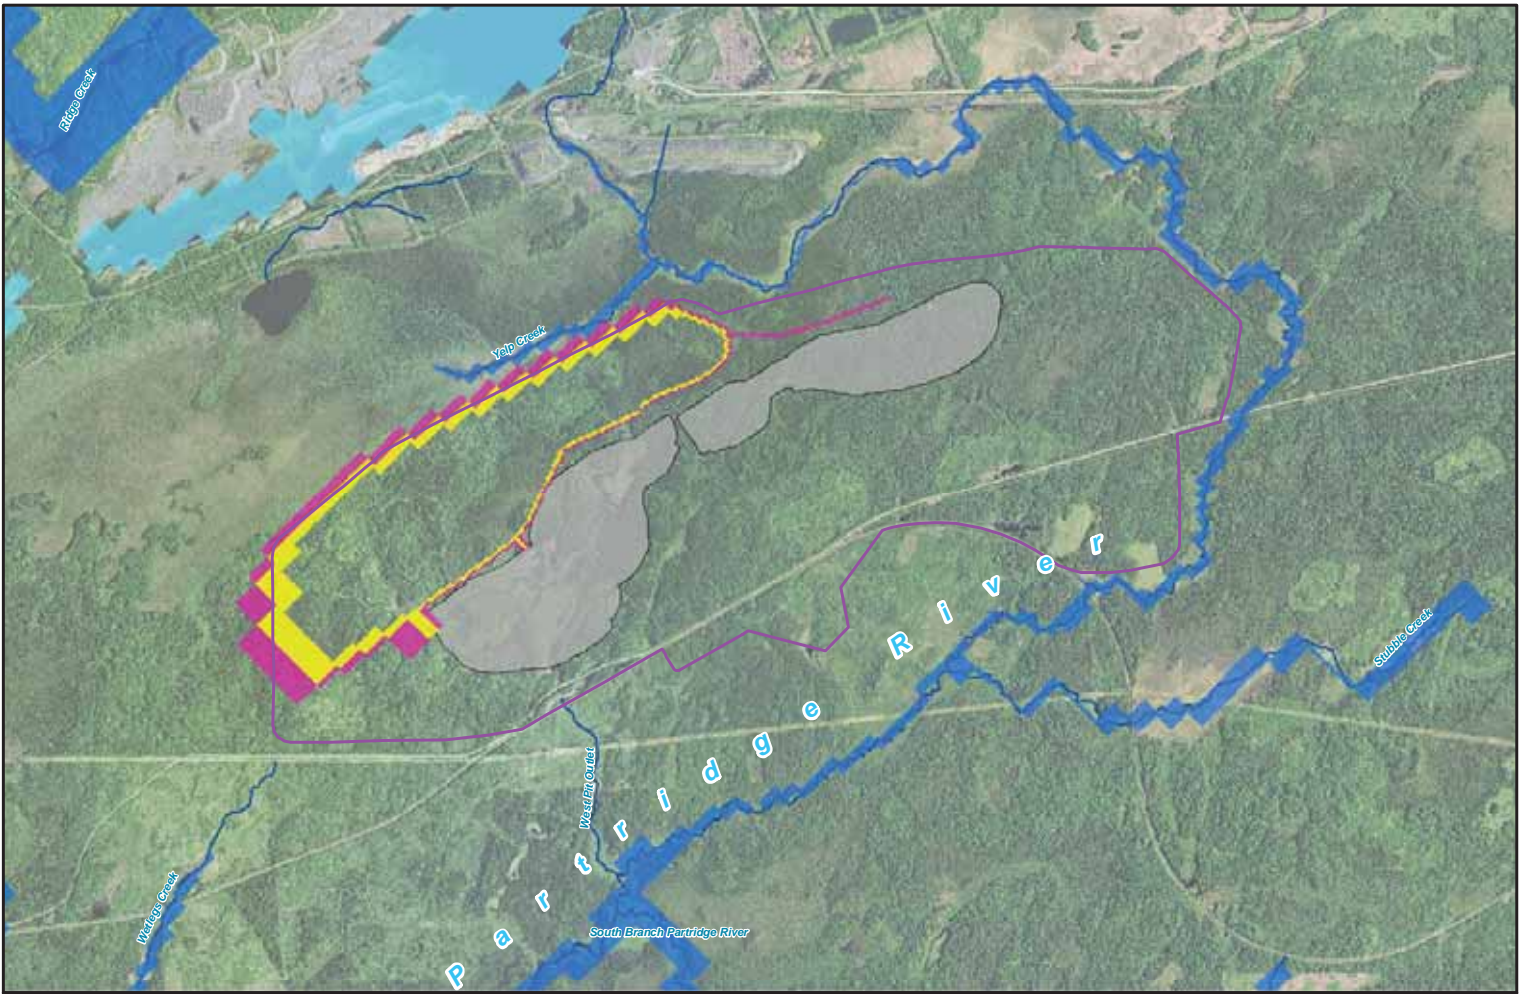 Ridge Creek
Yelp Creek
Partridge River
Stubble Creek
West Pit Outlet
Wetlegs Creek
South Branch Partridge River